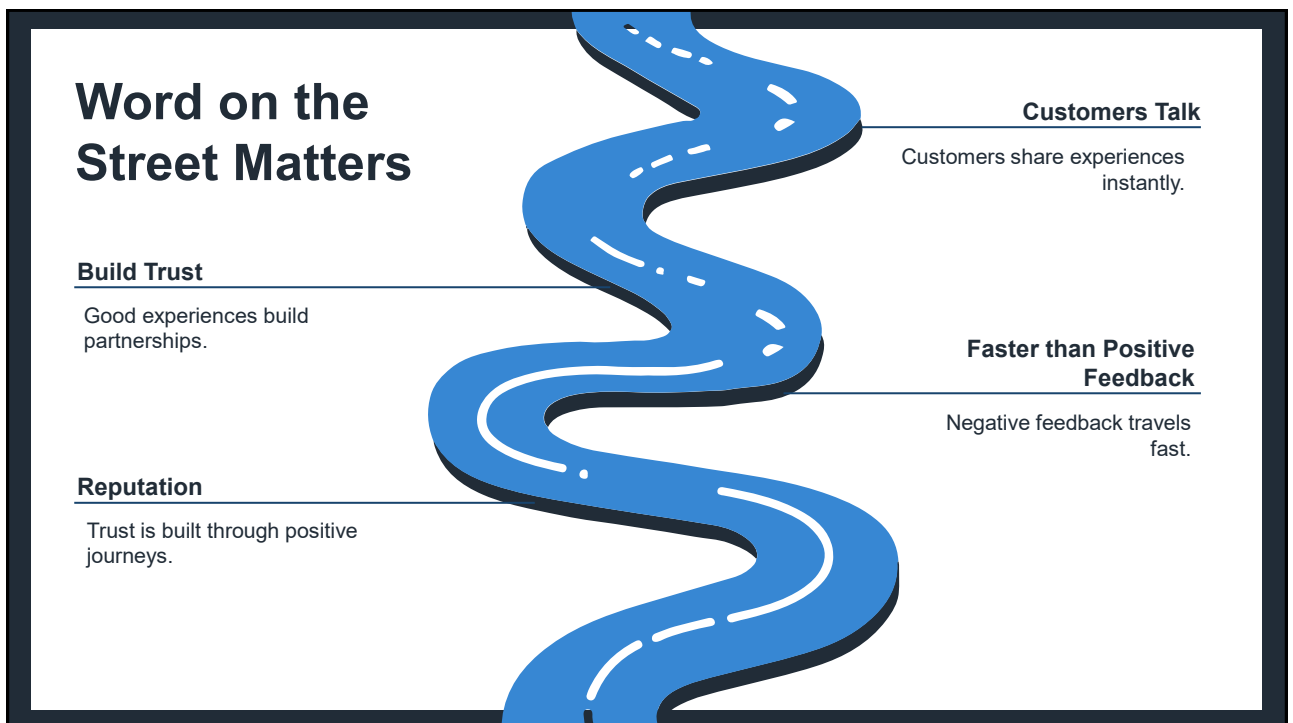 Word on the
Street Matters
Customers Talk
Customers share experiences
instantly.
Build Trust
Good experiences build
partnerships.
Faster than Positive
Feedback
Negative feedback travels
fast.
Reputation
Trust is built through positive
journeys.